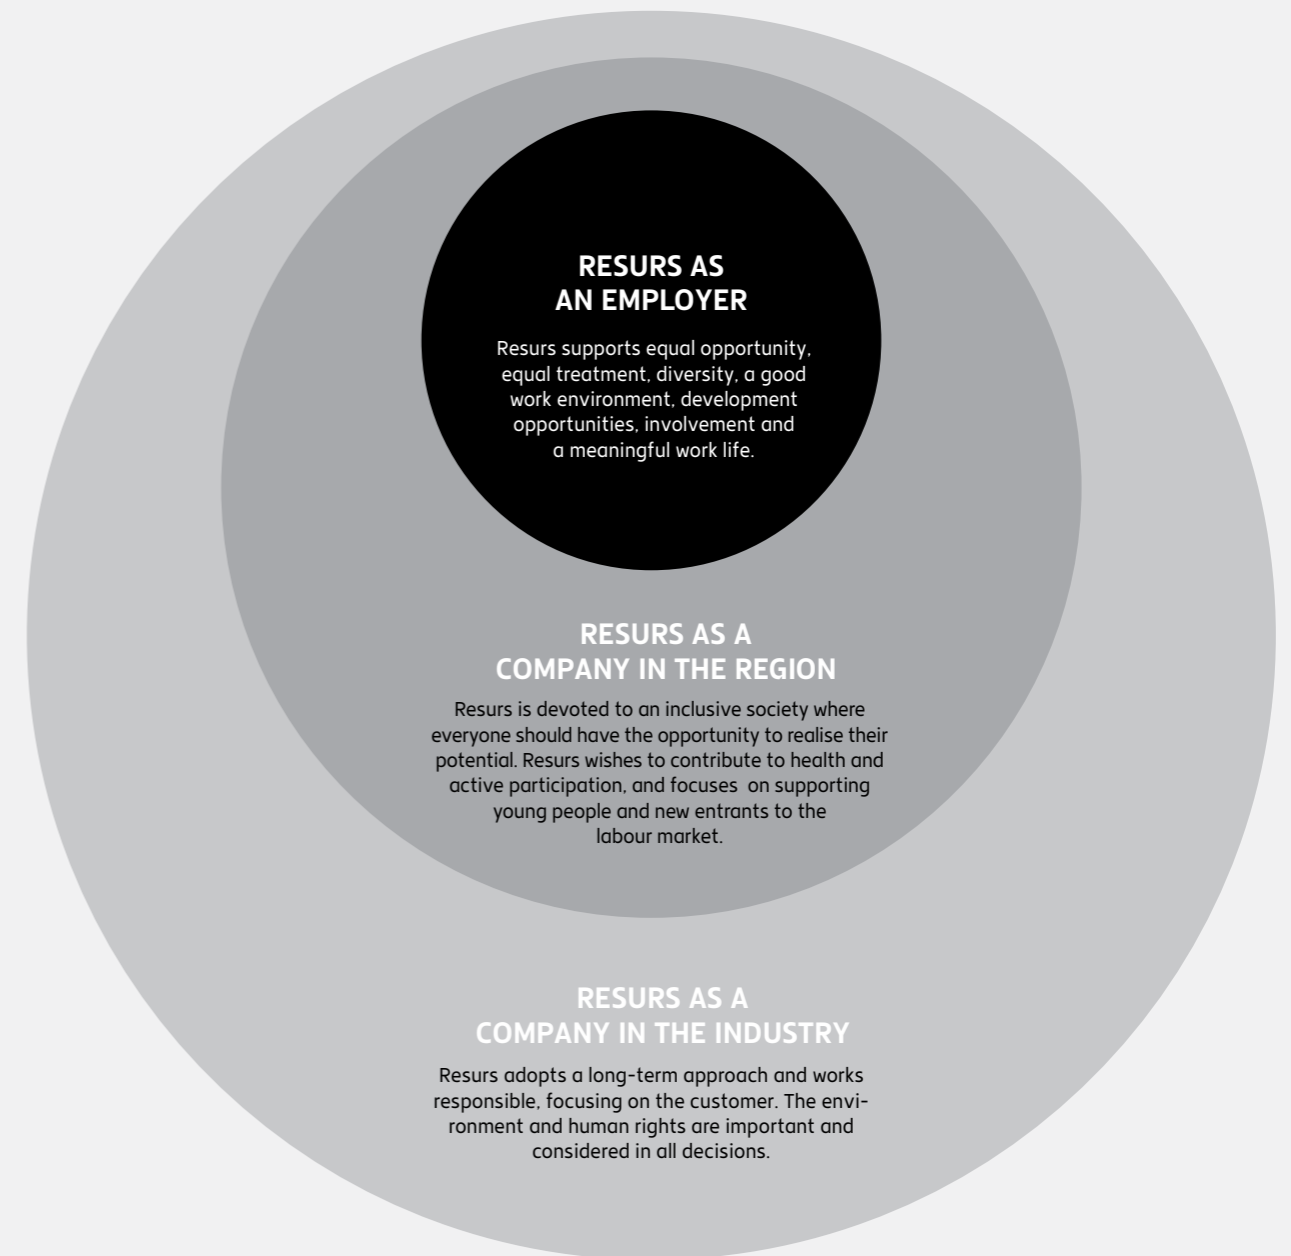 RESURS AS
AN EMPLOYER
Resurs supports equal opportunity,
equal treatment, diversity, a good
work environment, development
opportunities, involvement and
a meaningful work life.
RESURS AS A
COMPANY IN THE REGION
Resurs is devoted to an inclusive society where
everyone should have the opportunity to realise their
potential. Resurs wishes to contribute to health and
active participation, and focuses  on supporting
young people and new entrants to the
labour market.
RESURS AS A
COMPANY IN THE INDUSTRY
Resurs adopts a long-term approach and works
responsible, focusing on the customer. The envi-
ronment and human rights are important and
considered in all decisions.